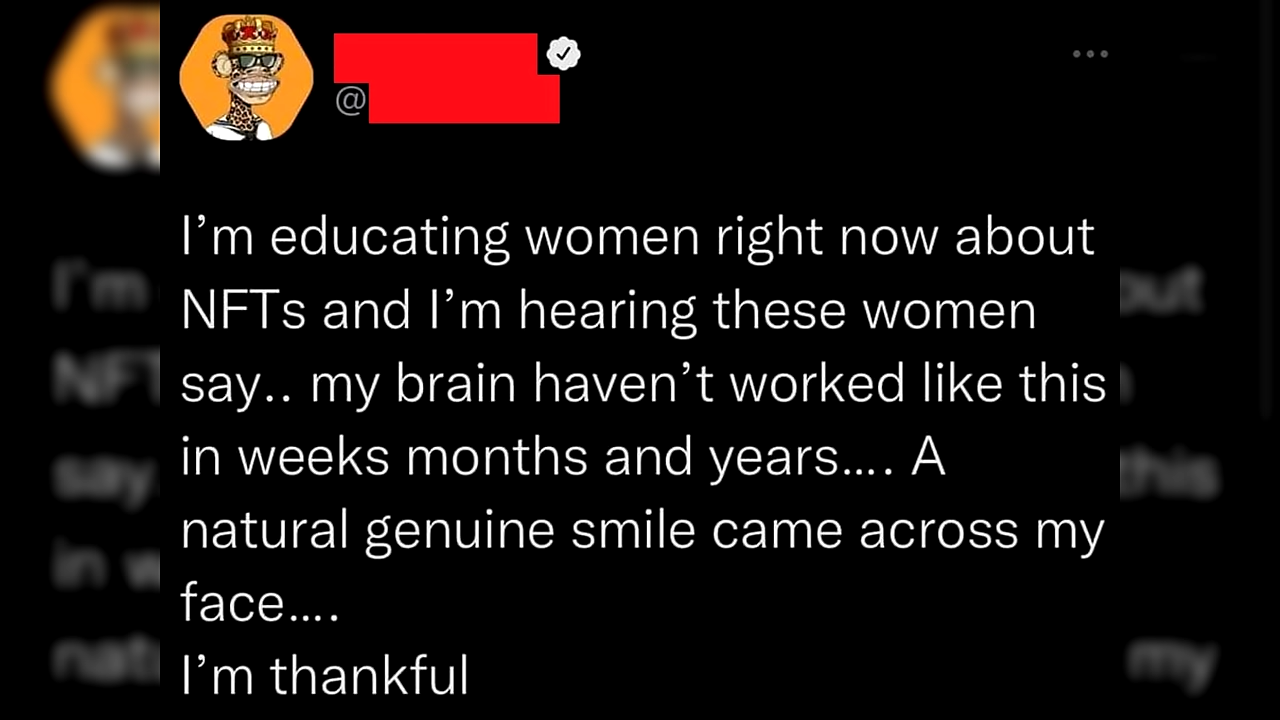 @
I’m educating women right now about
NFTs and I’m hearing these women
say.. my brain haven’t worked like this
in weeks months and years.... A
natural genuine smile came across my
face....
I’m thankful